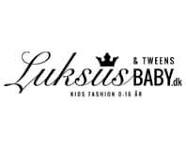 & TWEENS
Luksus BABY.dk
KIDS FASHION 0-16 ÅR